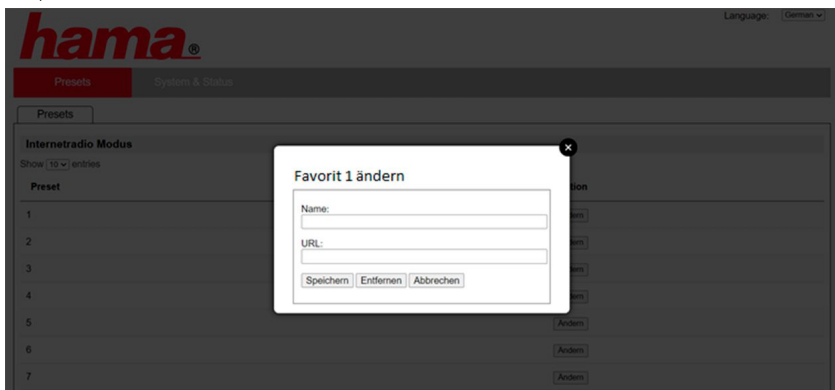 Language: German
hama®
Presets System & Status
Presets
Internetradio Modus
Show 10 entries
Preset
1
2
3
4
5 Ändern
6 Ändern
7 Ändern
Favorit 1 ändern
Name:
URL:
Speichern Entfernen Abbrechen